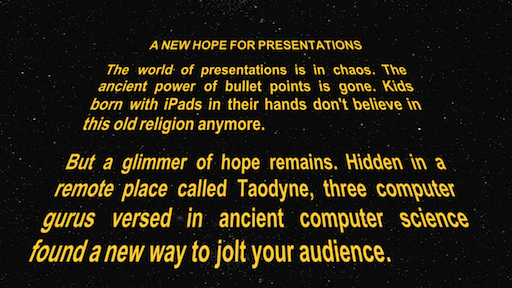 A NEW HOPE FOR PRESENTATIONS
The world of presentations is in chaos. The
ancient power of bullet points is gone. Kids
born with iPads in their hands don't believe in
this old religion anymore.
But a glimmer of hope remains. Hidden in a
remote place called Taodyne, three computer
gurus versed in ancient computer science
found a new way to jolt your audience.